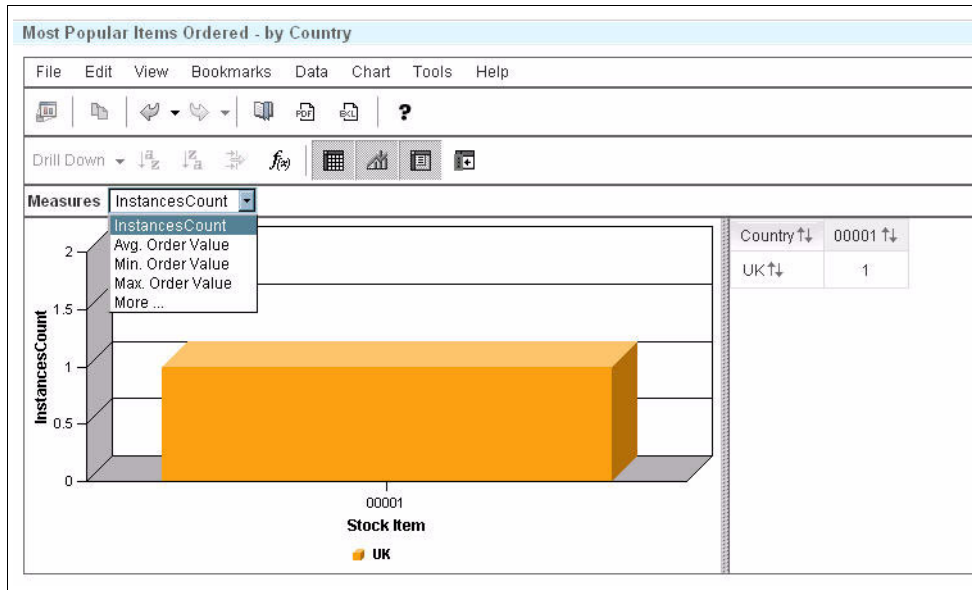 Most Popular Items Ordered - by Country
File Edit View Bookmarks Data Chart Tools Help
PDF EXL ?
Drill Down a z z a f(x)
Measures InstancesCount
InstancesCount
Avg. Order Value
Min. Order Value
Max. Order Value
More ...
2
1.5
1
0.5
0
InstancesCount
00001
Stock Item
UK
Country 00001
UK 1